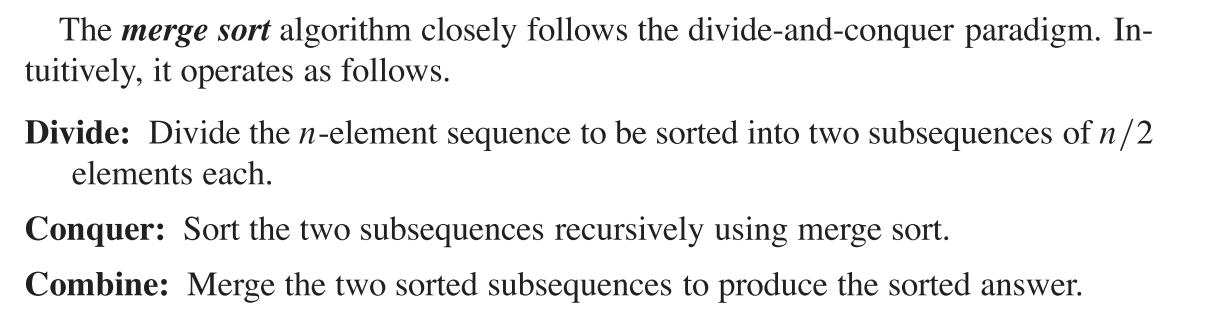 The merge sort algorithm closely follows the divide-and-conquer paradigm. In-
tuitively, it operates as follows.
Divide: Divide the n-element sequence to be sorted into two subsequences of n/2
elements each.
Conquer: Sort the two subsequences recursively using merge sort.
Combine: Merge the two sorted subsequences to produce the sorted answer.